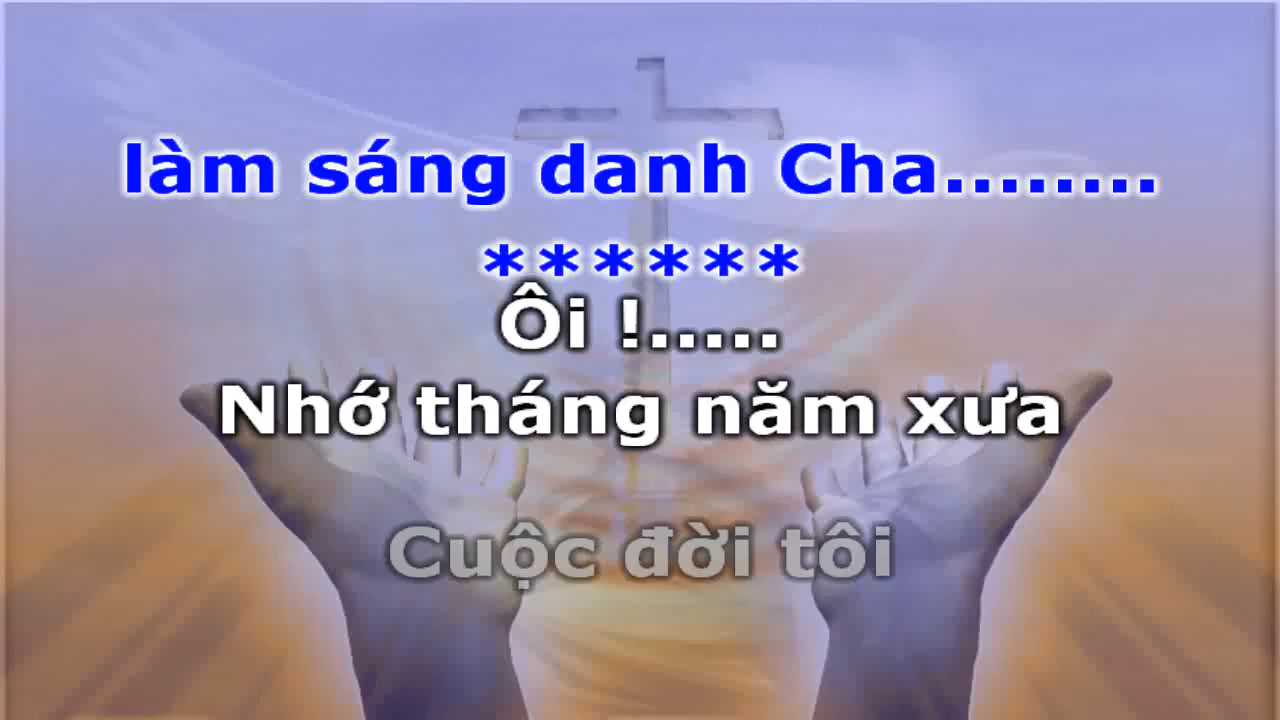 làm sáng danh Cha........
******
Ôi !.....
Nhớ tháng năm xưa
Cuộc đời tôi